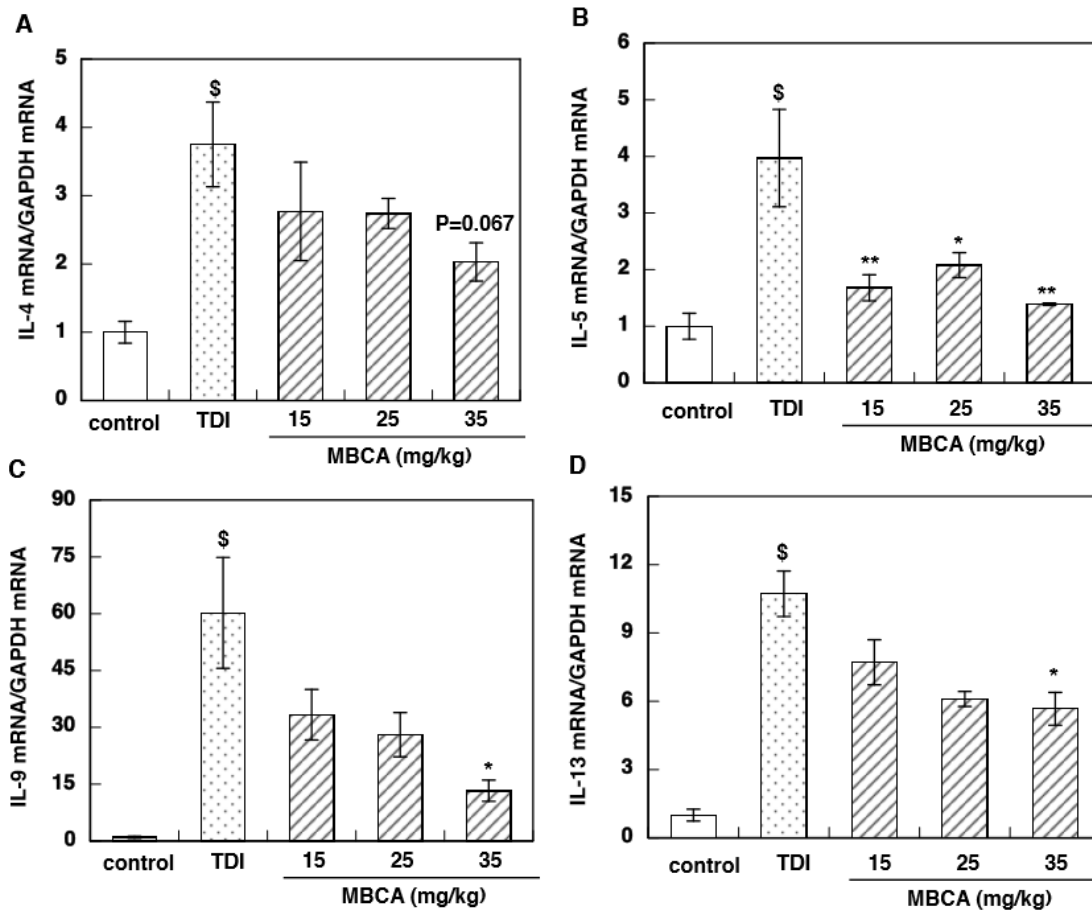 A
IL-4 mRNA/GAPDH mRNA
5
4
3
2
1
0
$
P=0.067
control TDI 15 25 35
MBCA (mg/kg)
B
IL-5 mRNA/GAPDH mRNA
6
5
4
3
2
1
0
$
**
*
**
control TDI 15 25 35
MBCA (mg/kg)
C
IL-9 mRNA/GAPDH mRNA
90
75
60
45
30
15
0
$
*
control TDI 15 25 35
MBCA (mg/kg)
D
IL-13 mRNA/GAPDH mRNA
15
12
9
6
3
0
$
*
control TDI 15 25 35
MBCA (mg/kg)